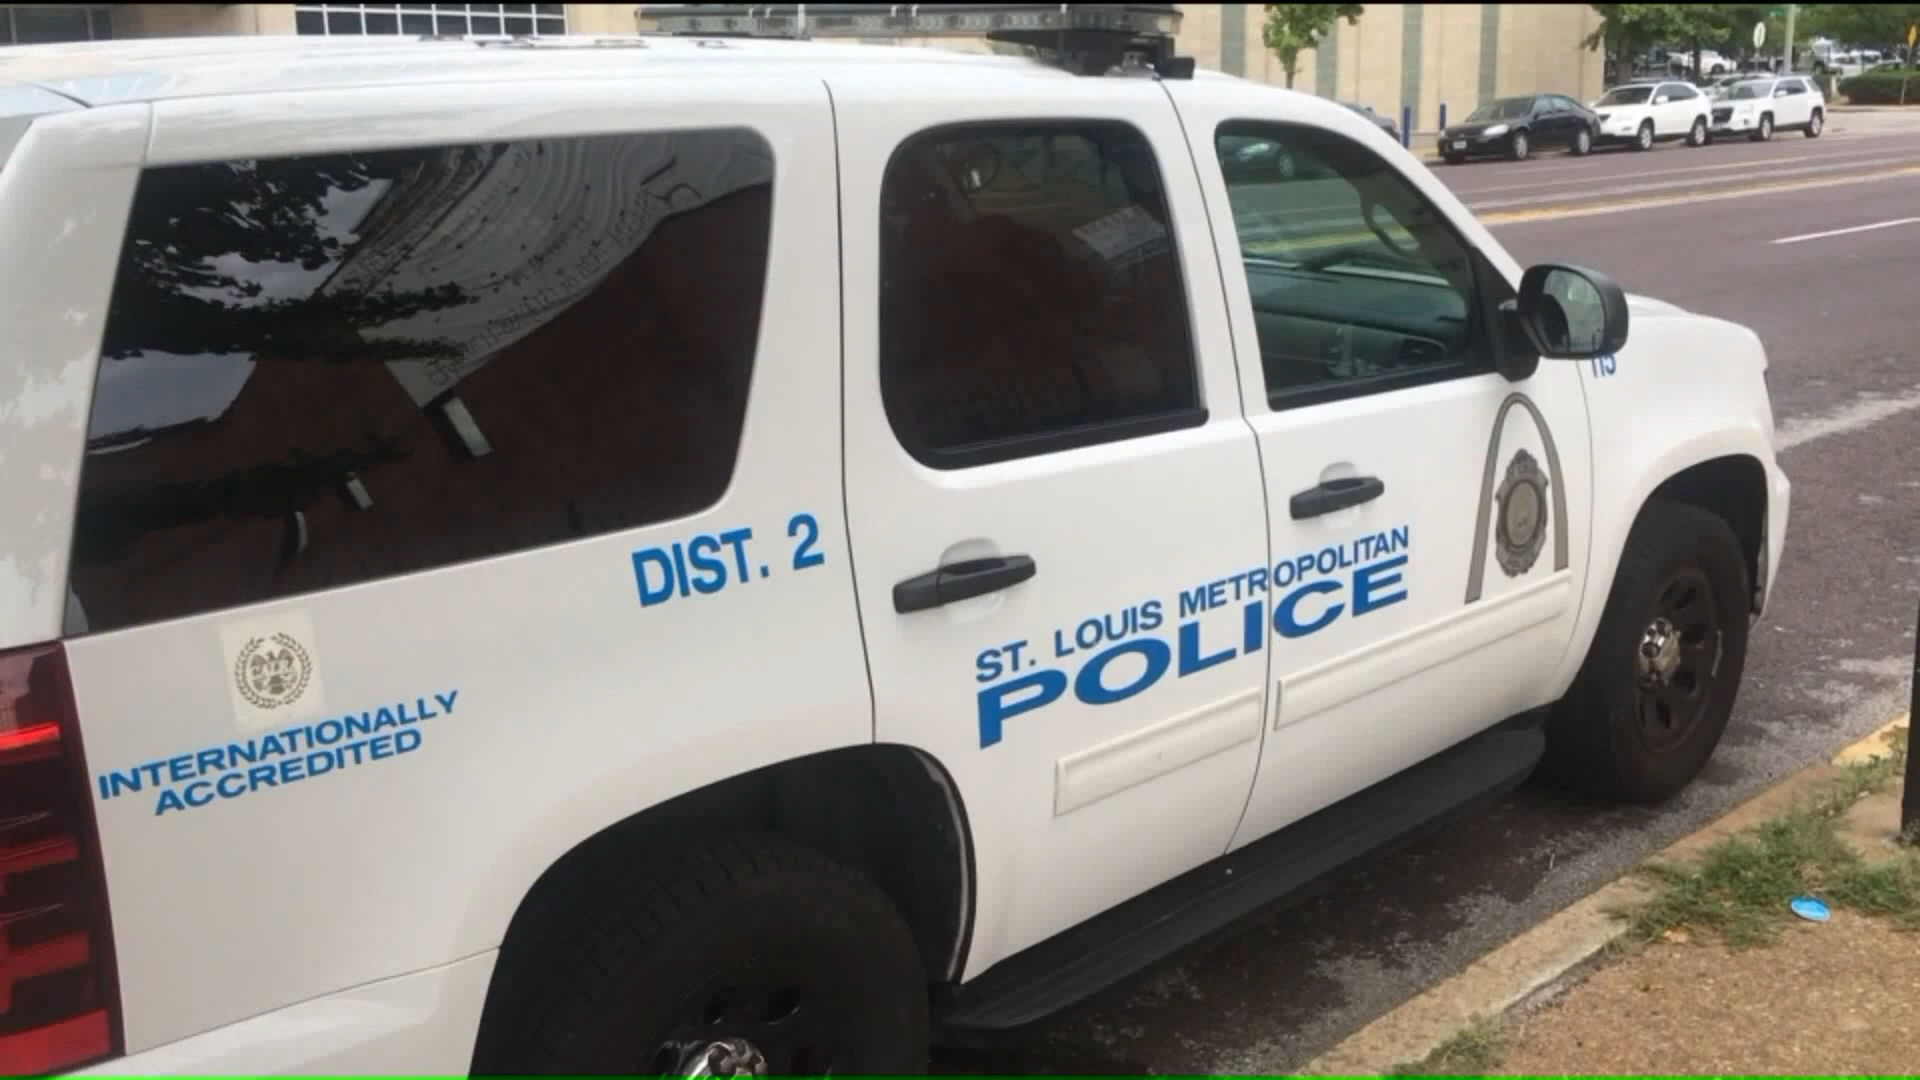 DIST. 2
ST. LOUIS METROPOLITAN
POLICE
INTERNATIONALLY
ACCREDITED